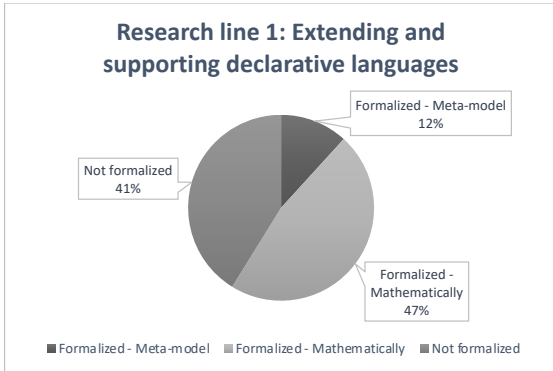 Research line 1: Extending and
supporting declarative languages
Formalized - Meta-model
12%
Not formalized
41%
Formalized -
Mathematically
47%
Formalized - Meta-model
Formalized - Mathematically
Not formalized